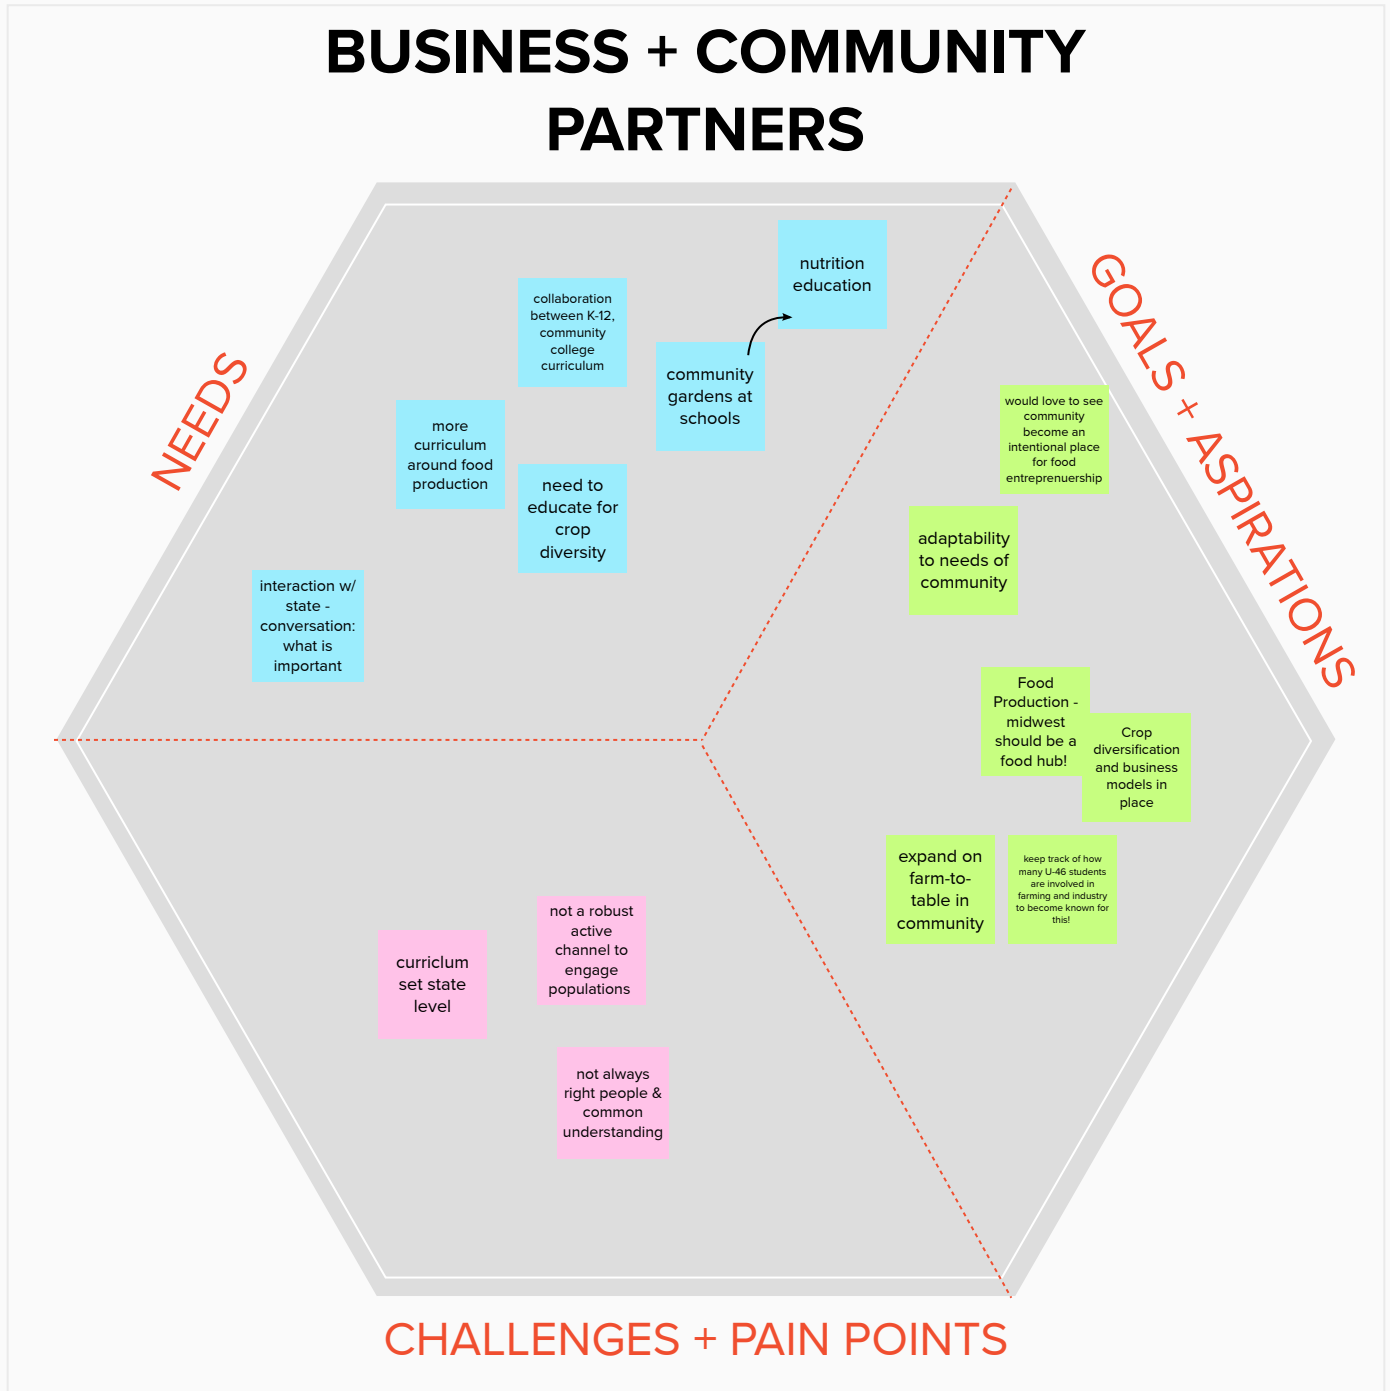 BUSINESS + COMMUNITY
PARTNERS
NEEDS
nutrition
education
collaboration
between K-12,
community
college
curriculum
community
gardens at
schools
more
curriculum
around food
production
need to
educate for
crop
diversity
interaction w/
state -
conversation:
what is
important
GOALS + ASPIRATIONS
would love to see
community
become an
intentional place
for food
entreprenuership
adaptability
to needs of
community
Food
Production -
midwest
should be a
food hub!
Crop
diversification
and business
models in
place
expand on
farm-to-
table in
community
keep track of how
many U-46 students
are involved in
farming and industry
to become known for
this!
not a robust
active
channel to
engage
populations
curriclum
set state
level
not always
right people &
common
understanding
CHALLENGES + PAIN POINTS